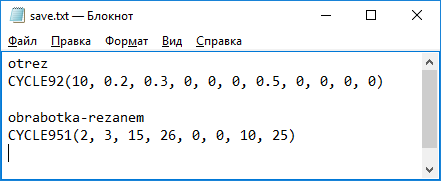 save.txt — Блокнот
Файл Правка Формат Вид Справка
otrez
CYCLE92(10, 0.2, 0.3, 0, 0, 0, 0.5, 0, 0, 0, 0)

obrabotka-rezanem
CYCLE951(2, 3, 15, 26, 0, 0, 10, 25)